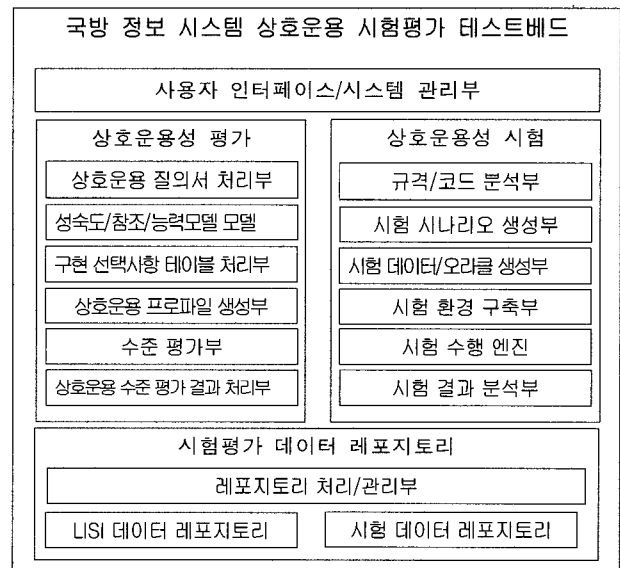 국방 정보 시스템 상호운용 시험평가 테스트베드
사용자 인터페이스/시스템 관리부
상호운용성 평가
상호운용 질의서 처리부
성숙도/참조/능력모델 모델
구현 선택사항 테이블 처리부
상호운용 프로파일 생성부
수준 평가부
상호운용 수준 평가 결과 처리부
상호운용성 시험
규격/코드 분석부
시험 시나리오 생성부
시험 데이터/오라클 생성부
시험 환경 구축부
시험 수행 엔진
시험 결과 분석부
시험평가 데이터 레포지토리
레포지토리 처리/관리부
LISI 데이터 레포지토리
시험 데이터 레포지토리